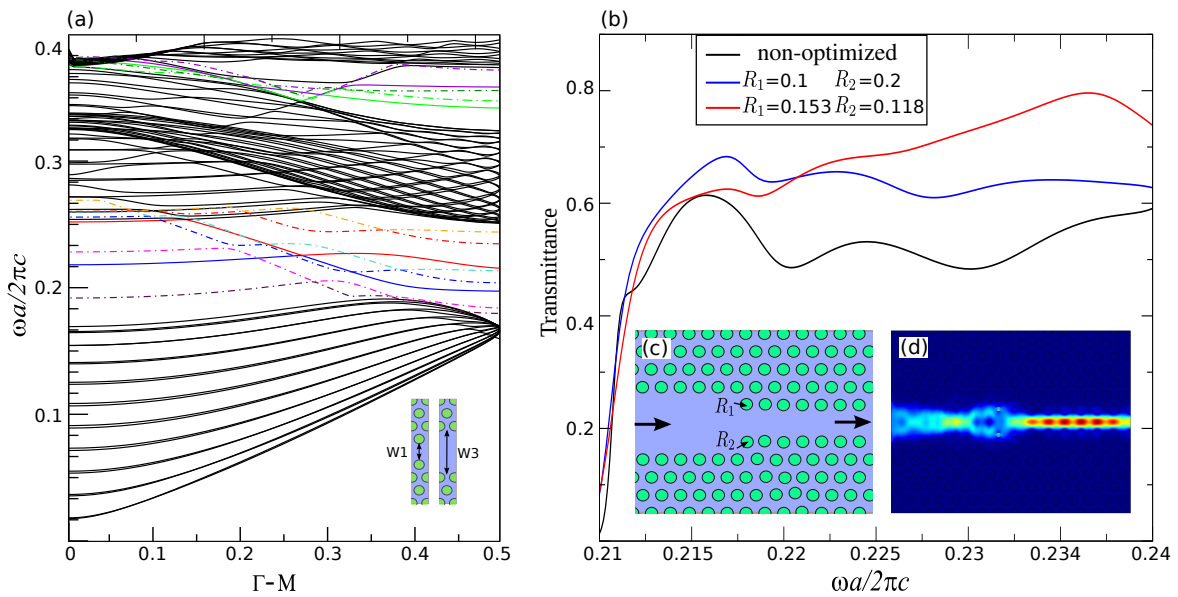 (a)
0.4
0.3
0.2
0.1
0
0.1
0.2
0.3
0.4
0.5
ωa/2πc
Γ-M
W1
W3
(b)
non-optimized
R1=0.1 R2=0.2
R1=0.153 R2=0.118
0.8
0.6
0.4
0.2
0.21
0.215
0.22
0.225
0.23
0.234
0.24
Transmittance
ωa/2πc
(c)
R1
R2
(d)